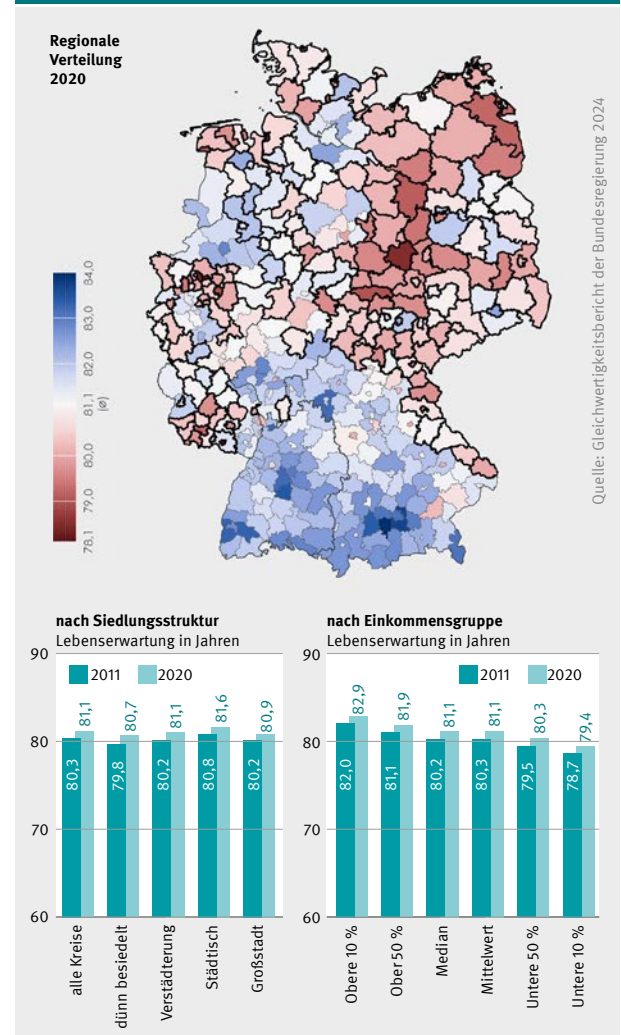 Regionale
Verteilung
2020
Quelle: Gleichwertigkeitsbericht der Bundesregierung 2024
84,0
83,0
82,0
81,1
(Ø)
80,0
79,0
78,1
nach Siedlungsstruktur
Lebenserwartung in Jahren
90
2011 2020
80
70
60
80,3 81,1
79,8 80,7
80,2 81,1
80,8 81,6
80,2 80,9
alle Kreise
dünn besiedelt
Verstädterung
Städtisch
Großstadt
nach Einkommensgruppe
Lebenserwartung in Jahren
90
2011 2020
80
70
60
82,0 82,9
81,1 81,9
80,2 81,1
80,3 81,1
79,5 80,3
78,7 79,4
Obere 10 %
Ober 50 %
Median
Mittelwert
Untere 50 %
Untere 10 %